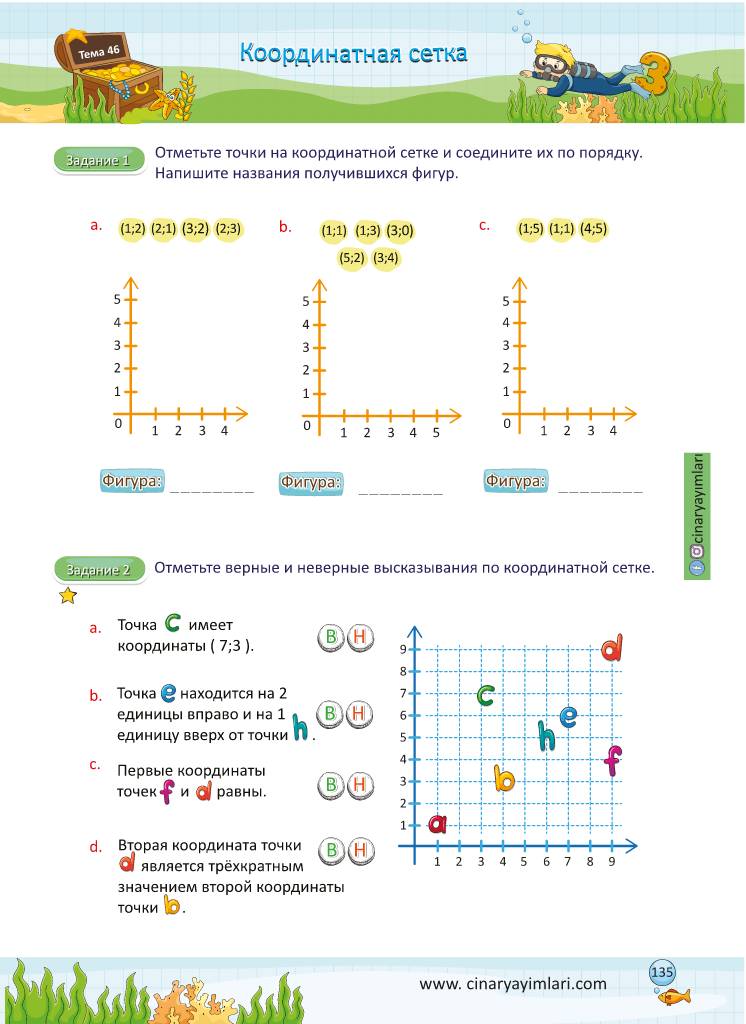 Тема 46
Координатная сетка
3
Задание 1
Отметьте точки на координатной сетке и соедините их по порядку.
Напишите названия получившихся фигур.
a. (1;2) (2;1) (3;2) (2;3)
b. (1;1) (1;3) (3;0)
(5;2) (3;4)
c. (1;5) (1;1) (4;5)
5
4
3
2
1
0
1 2 3 4
5
4
3
2
1
0
1 2 3 4 5
5
4
3
2
1
0
1 2 3 4
Фигура: ________
Фигура: ________
Фигура: ________
cinaryayimlari
Задание 2
Отметьте верные и неверные высказывания по координатной сетке.
a. Точка c имеет
координаты ( 7;3 ).
В Н
b. Точка e находится на 2
единицы вправо и на 1
единицу вверх от точки h .
В Н
c. Первые координаты
точек f и d равны.
В Н
d. Вторая координата точки
d является трёхкратным
значением второй координаты
точки b .
В Н
9
8
7
6
5
4
3
2
1
1 2 3 4 5 6 7 8 9
d
c
e
h
f
b
a
www. cinaryayimlari.com
135